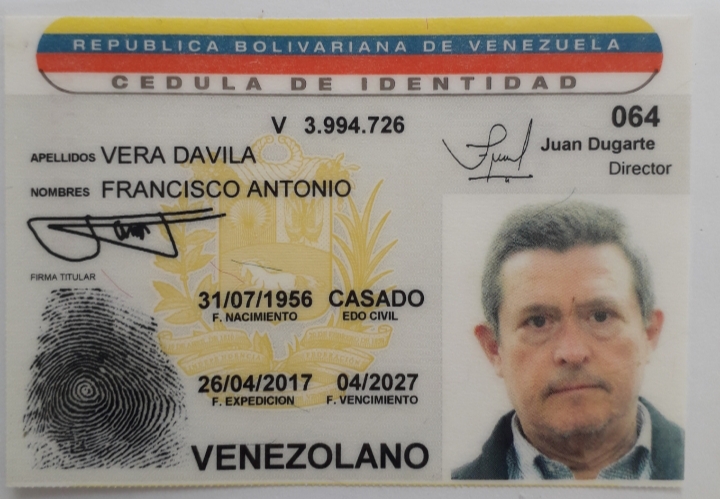 REPUBLICA BOLIVARIANA DE VENEZUELA
CEDULA DE IDENTIDAD
V 3.994.726
064
Juan Dugarte
Director
APELLIDOS VERA DAVILA
NOMBRES FRANCISCO ANTONIO
FIRMA TITULAR
31/07/1956 CASADO
F. NACIMIENTO EDO CIVIL
26/04/2017 04/2027
F. EXPEDICION F. VENCIMIENTO
VENEZOLANO